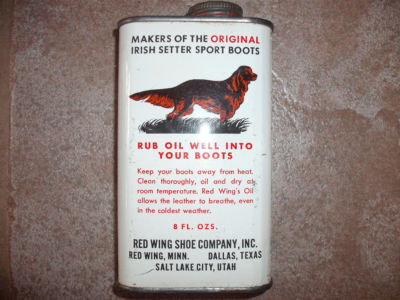 MAKERS OF THE ORIGINAL
IRISH SETTER SPORT BOOTS
RUB OIL WELL INTO
YOUR BOOTS
Keep your boots away from heat.
Clean thoroughly, oil and dry at
room temperature. Red Wing's Oil
allows the leather to breathe, even
in the coldest weather.
8 FL. OZS.
RED WING SHOE COMPANY, INC.
RED WING, MINN. DALLAS, TEXAS
SALT LAKE CITY, UTAH